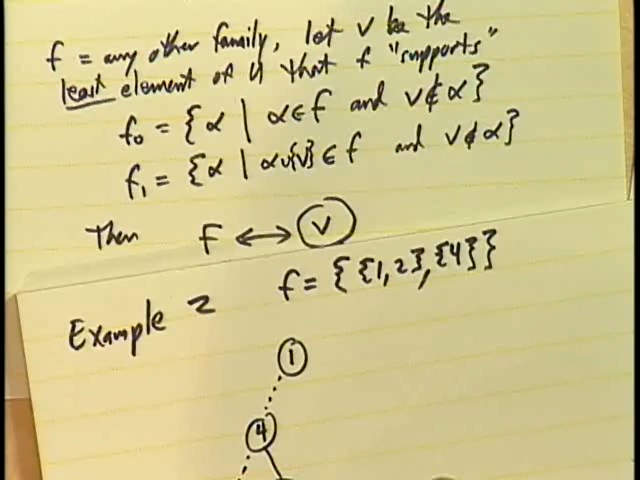 f = any other family, let v be the
least element of U that f "supports"
f₀ = {α | α∈f and v∉α}
f₁ = {α | α∪{v}∈f and v∉α}
Then f ↔ v
Example 2 f = {{1,2},{4}}
1
4